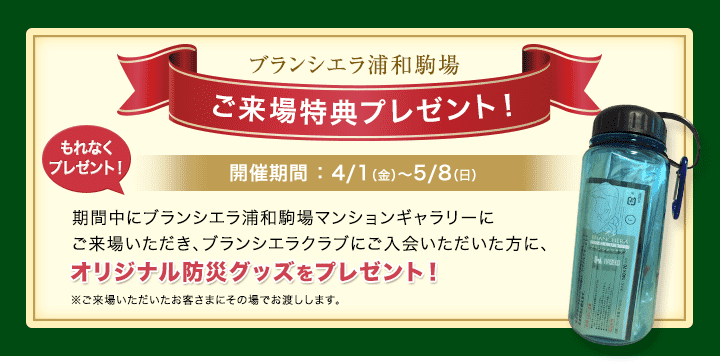 ブランシエラ浦和駒場
ご来場特典プレゼント！
もれなく
プレゼント！
開催期間 ： 4/1（金）〜5/8（日）
期間中にブランシエラ浦和駒場マンションギャラリーに
ご来場いただき、ブランシエラクラブにご入会いただいた方に、
オリジナル防災グッズをプレゼント！
※ご来場いただいたお客さまにその場でお渡しします。